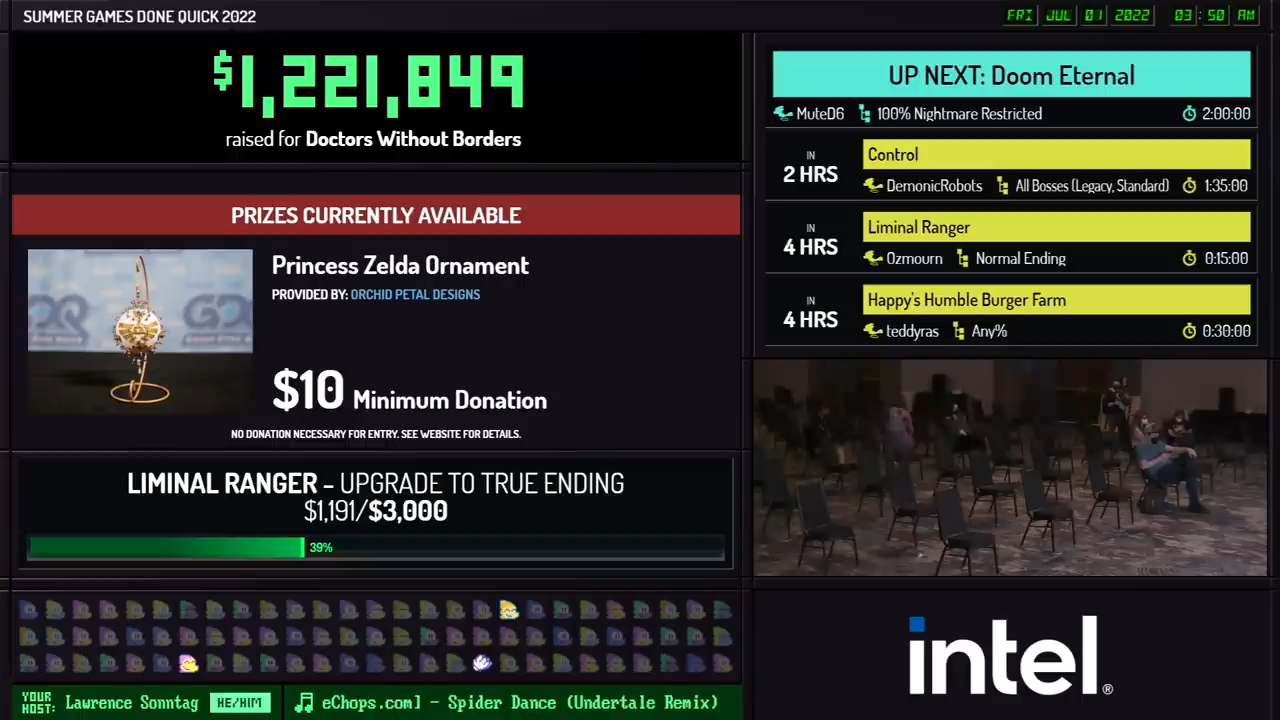 SUMMER GAMES DONE QUICK 2022
FRI JUL 01 2022 03:50 AM
$1,221,849
raised for Doctors Without Borders
PRIZES CURRENTLY AVAILABLE
Princess Zelda Ornament
PROVIDED BY: ORCHID PETAL DESIGNS
$10 Minimum Donation
NO DONATION NECESSARY FOR ENTRY. SEE WEBSITE FOR DETAILS.
LIMINAL RANGER - UPGRADE TO TRUE ENDING
$1,191/$3,000
39%
YOUR HOST: Lawrence Sonntag HE/HIM
eChops.com] - Spider Dance (Undertale Remix)
UP NEXT: Doom Eternal
MuteD6 100% Nightmare Restricted 2:00:00
IN 2 HRS
Control
DemonicRobots All Bosses (Legacy, Standard) 1:35:00
IN 4 HRS
Liminal Ranger
Ozmourn Normal Ending 0:15:00
IN 4 HRS
Happy's Humble Burger Farm
teddyras Any% 0:30:00
intel®